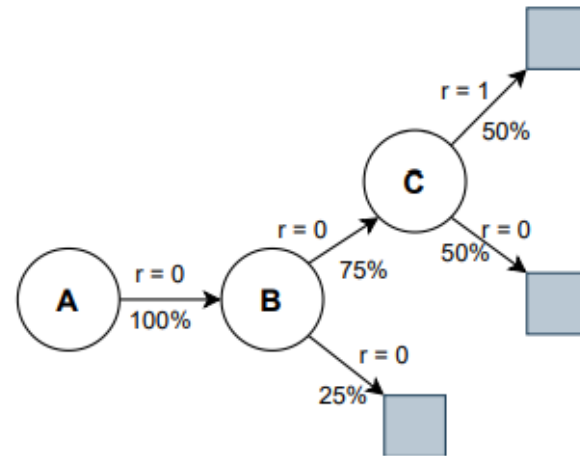 r = 1
50%
C
r = 0
50%
r = 0
75%
r = 0
A
100%
B
r = 0
25%